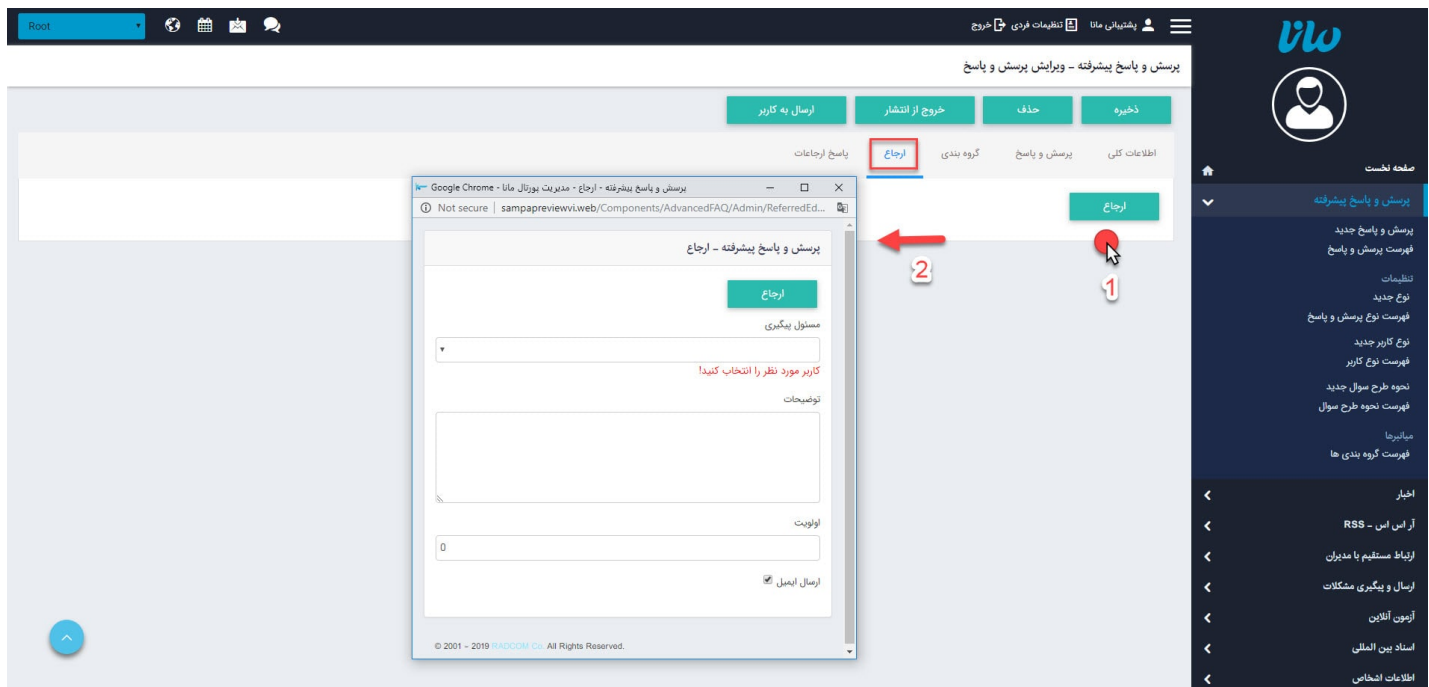 Root
پشتیبانی مانا
تنظیمات فردی
خروج
مانا
پرسش و پاسخ پیشرفته - ویرایش پرسش و پاسخ
ذخیره
حذف
خروج از انتشار
ارسال به کاربر
اطلاعات کلی
پرسش و پاسخ
گروه بندی
ارجاع
پاسخ ارجاعات
ارجاع
1
2
پرسش و پاسخ پیشرفته - ارجاع - مدیریت پورتال مانا - Google Chrome
Not secure | sampapreviewvi.web/Components/AdvancedFAQ/Admin/ReferredEd...
پرسش و پاسخ پیشرفته - ارجاع
ارجاع
مسئول پیگیری
کاربر مورد نظر را انتخاب کنید!
توضیحات
اولویت
0
ارسال ایمیل
© 2001 - 2019 RADCOM Co. All Rights Reserved.
صفحه نخست
پرسش و پاسخ پیشرفته
پرسش و پاسخ جدید
فهرست پرسش و پاسخ
تنظیمات
نوع جدید
فهرست نوع پرسش و پاسخ
نوع کاربر جدید
فهرست نوع کاربر
نحوه طرح سوال جدید
فهرست نحوه طرح سوال
میانبرها
فهرست گروه بندی ها
اخبار
آر اس اس - RSS
ارتباط مستقیم با مدیران
ارسال و پیگیری مشکلات
آزمون آنلاین
اسناد بین المللی
اطلاعات اشخاص